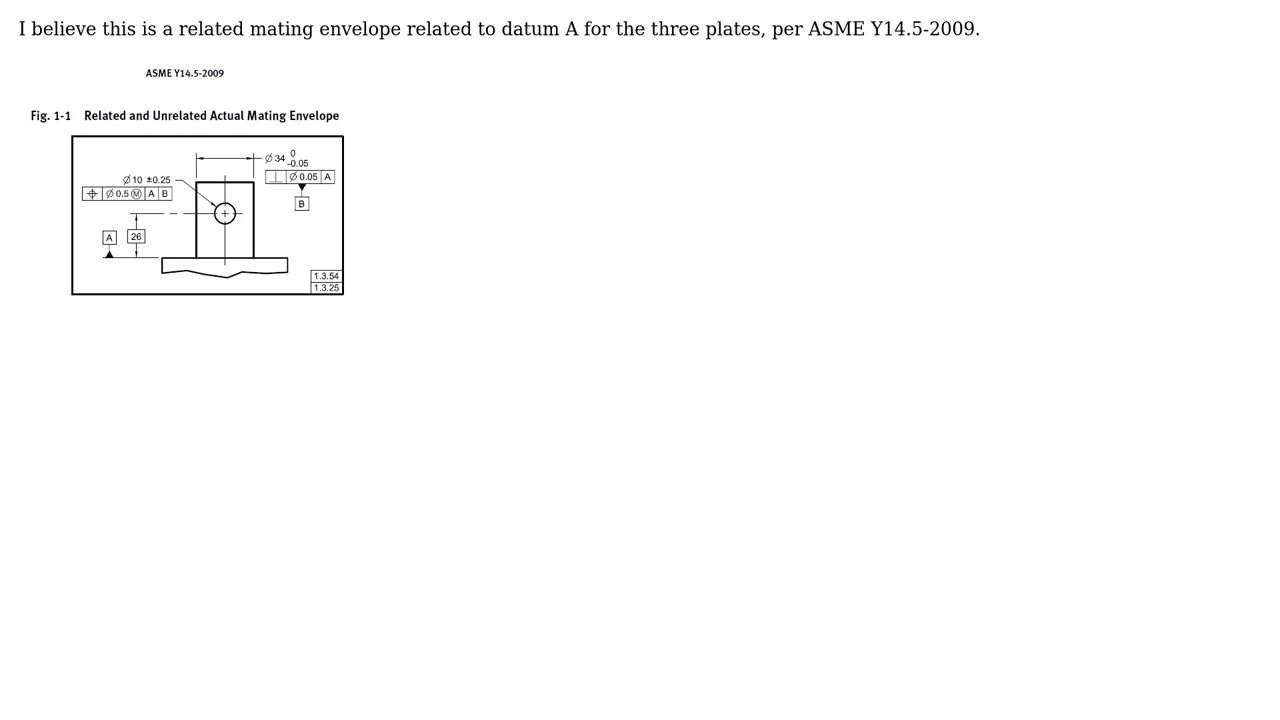 I believe this is a related mating envelope related to datum A for the three plates, per ASME Y14.5-2009.
ASME Y14.5-2009
Fig. 1-1 Related and Unrelated Actual Mating Envelope
Ø 34 0
-0.05
⊥ Ø 0.05 A
B
Ø 10 ±0.25
⌖ Ø 0.5 Ⓜ A B
A 26
1.3.54
1.3.25